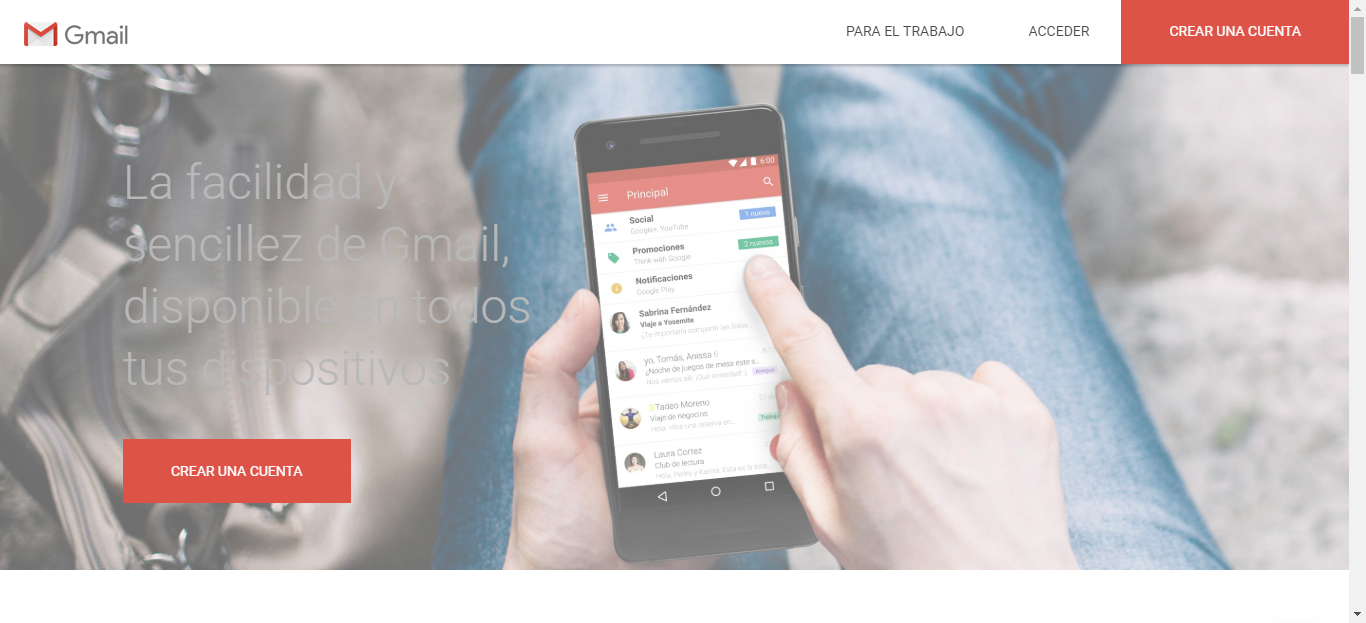 Gmail
PARA EL TRABAJO
ACCEDER
CREAR UNA CUENTA
La facilidad y
sencillez de Gmail,
disponible en todos
tus dispositivos
CREAR UNA CUENTA
6:00
Principal
Social
1 nuevo
Google+, YouTube
Promociones
2 nuevos
Think with Google
Notificaciones
Google Play
Sabrina Fernández
Viaje a Yosemite
¿Te importaría compartir las fotos...
yo, Tomás, Anissa 6
¿Noche de juegos de mesa este a...
Nos vemos allí. ¡Qué ansiedad! :)
Amigos
Tarieo Moreno
27 de
Viaje de negocios
Hola. Hice una reserva en...
Trabajo
Laura Cortez
Club de lectura
Hola, Pedro y Karina. Esta es la lista...